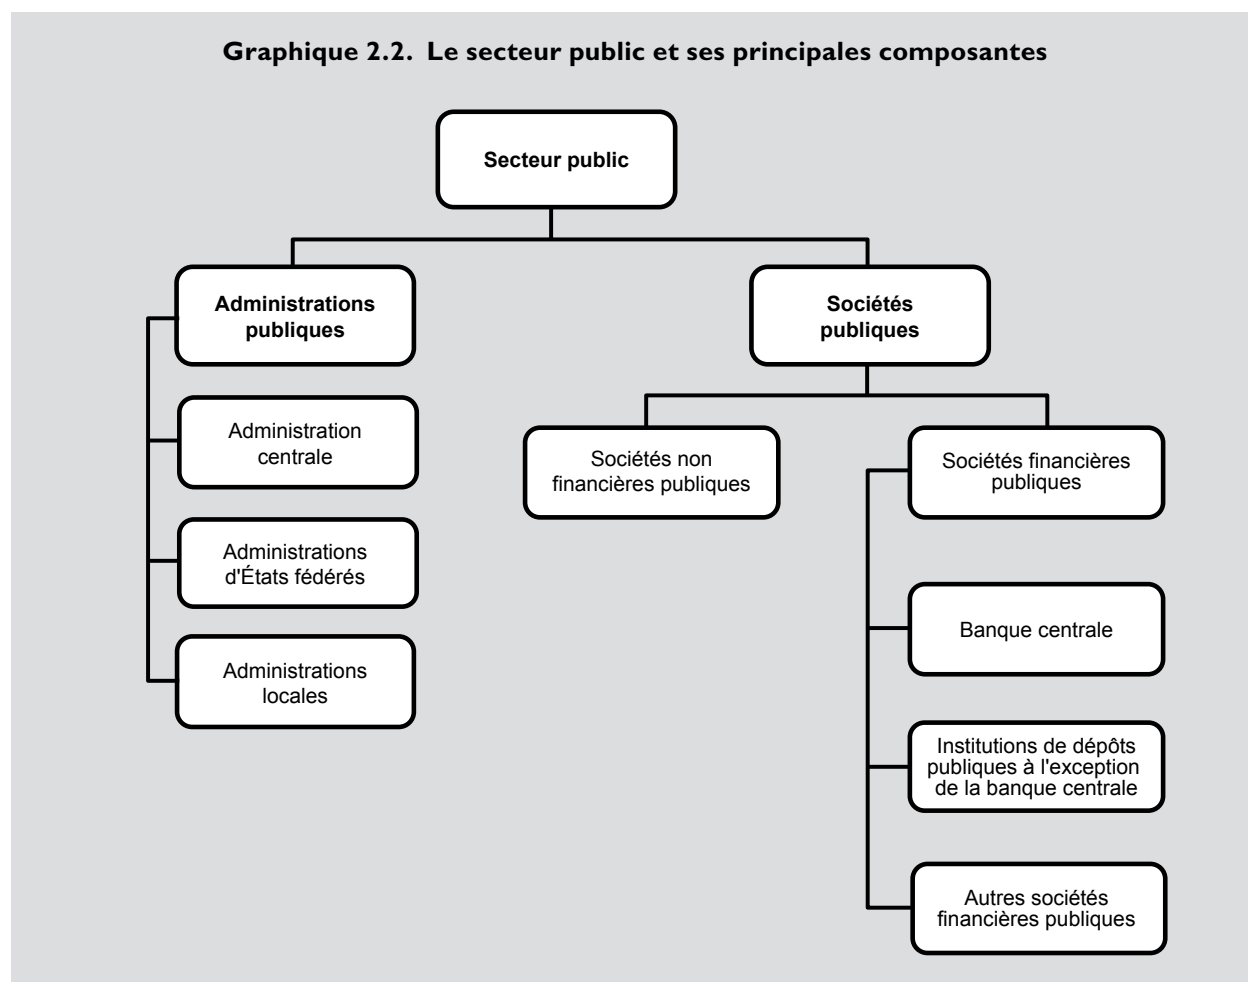 Graphique 2.2. Le secteur public et ses principales composantes
Secteur public
Administrations
publiques
Sociétés
publiques
Administration
centrale
Administrations
d'États fédérés
Administrations
locales
Sociétés non
financières publiques
Sociétés financières
publiques
Banque centrale
Institutions de dépôts
publiques à l'exception
de la banque centrale
Autres sociétés
financières publiques